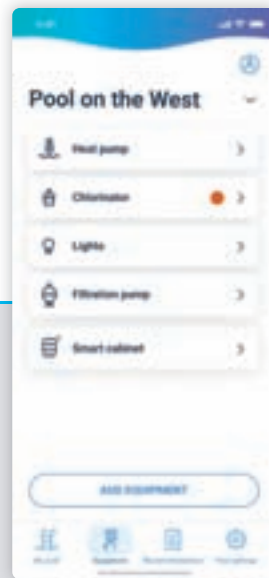 Pool on the West
Heat pump
Chlorinator
Lights
Filtration pump
Smart cabinet
ADD EQUIPMENT
Equipment